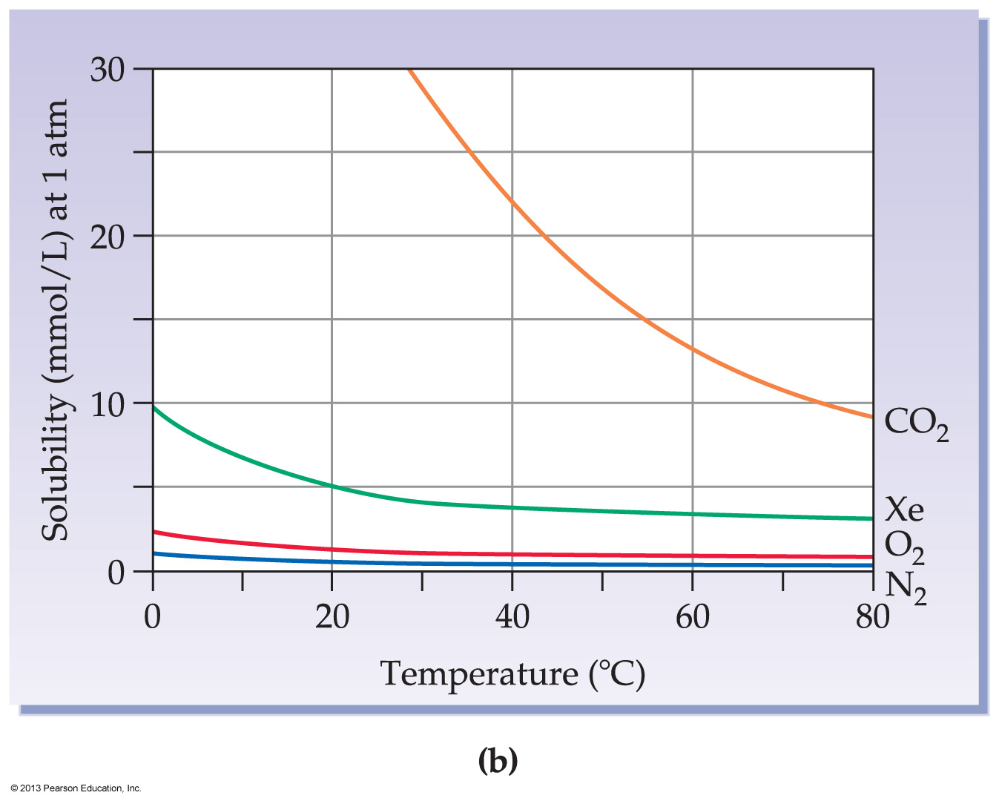 Solubility (mmol/L) at 1 atm
30
20
10
0
0 20 40 60 80
CO2
Xe
O2
N2
Temperature (°C)
(b)
© 2013 Pearson Education, Inc.